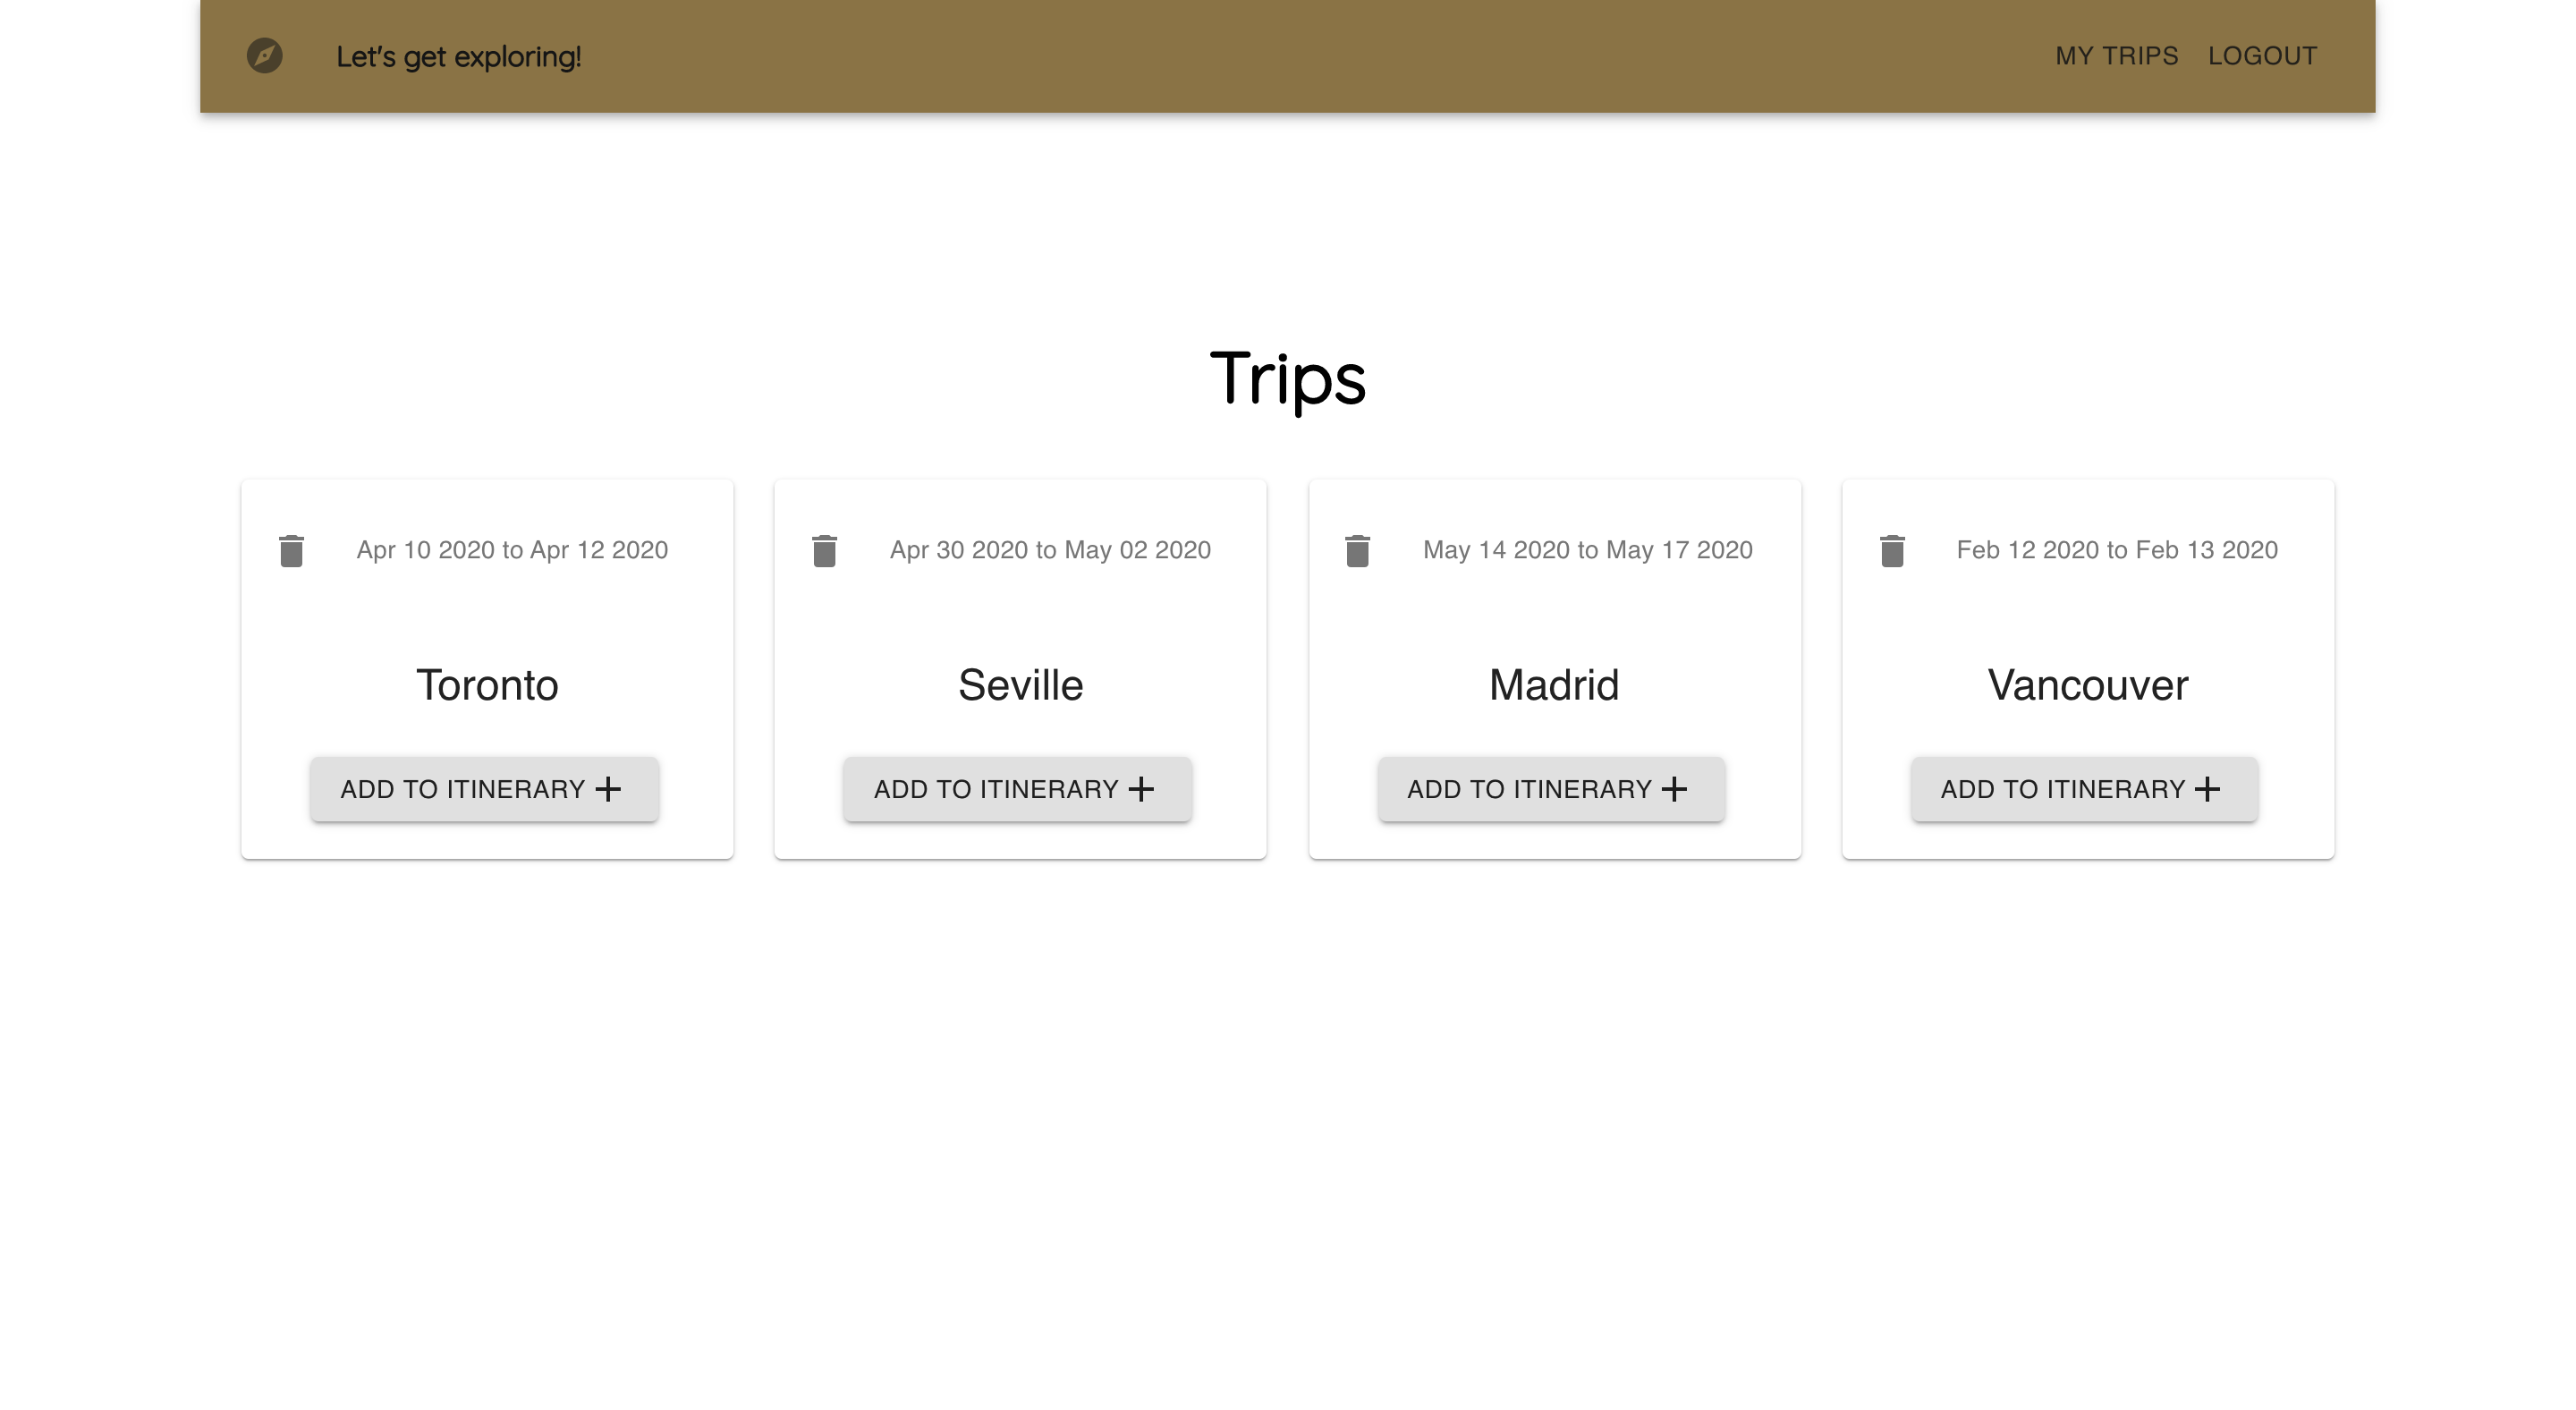 Let's get exploring!
MY TRIPS
LOGOUT
Trips
Apr 10 2020 to Apr 12 2020
Toronto
ADD TO ITINERARY
Apr 30 2020 to May 02 2020
Seville
ADD TO ITINERARY
May 14 2020 to May 17 2020
Madrid
ADD TO ITINERARY
Feb 12 2020 to Feb 13 2020
Vancouver
ADD TO ITINERARY